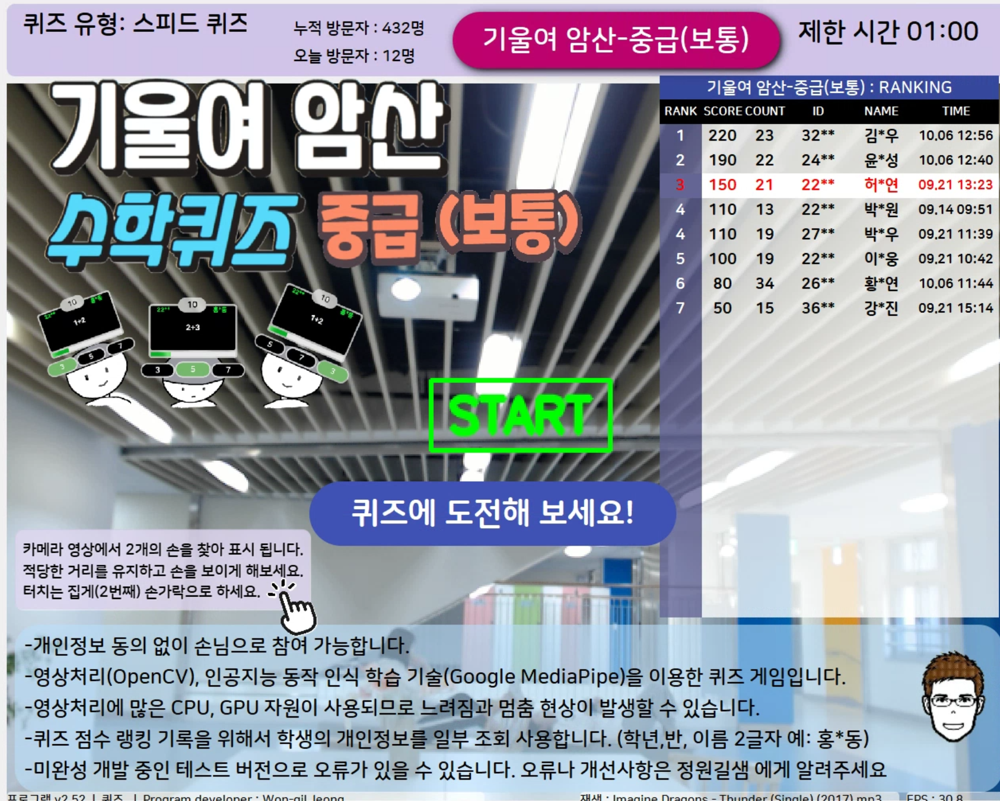 퀴즈 유형: 스피드 퀴즈
누적 방문자 : 432명
오늘 방문자 : 12명
기울여 암산-중급(보통)
제한 시간 01:00
기울여 암산
수학퀴즈 중급 (보통)
기울여 암산-중급(보통) : RANKING
RANK SCORE COUNT ID NAME TIME
1 220 23 32** 김*우 10.06 12:56
2 190 22 24** 윤*성 10.06 12:40
3 150 21 22** 허*연 09.21 13:23
4 110 13 22** 박*원 09.14 09:51
4 110 19 27** 박*우 09.21 11:39
5 100 19 22** 이*웅 09.21 10:42
6 80 34 26** 황*연 10.06 11:44
7 50 15 36** 강*진 09.21 15:14
22** 10 홍*동
1+2
3 5 7
22** 10 홍*동
2+3
3 5 7
22** 10 홍*동
1+2
5 7 3
START
퀴즈에 도전해 보세요!
카메라 영상에서 2개의 손을 찾아 표시 됩니다.
적당한 거리를 유지하고 손을 보이게 해보세요.
터치는 집게(2번째) 손가락으로 하세요.
-개인정보 동의 없이 손님으로 참여 가능합니다.
-영상처리(OpenCV), 인공지능 동작 인식 학습 기술(Google MediaPipe)을 이용한 퀴즈 게임입니다.
-영상처리에 많은 CPU, GPU 자원이 사용되므로 느려짐과 멈춤 현상이 발생할 수 있습니다.
-퀴즈 점수 랭킹 기록을 위해서 학생의 개인정보를 일부 조회 사용합니다. (학년,반, 이름 2글자 예: 홍*동)
-미완성 개발 중인 테스트 버전으로 오류가 있을 수 있습니다. 오류나 개선사항은 정원길샘 에게 알려주세요
프로그램 v2.52 | 퀴즈 | Program developer : Won-gil Jeong
재생 : Imagine Dragons - Thunder (Single) (2017).mp3
FPS : 30.8